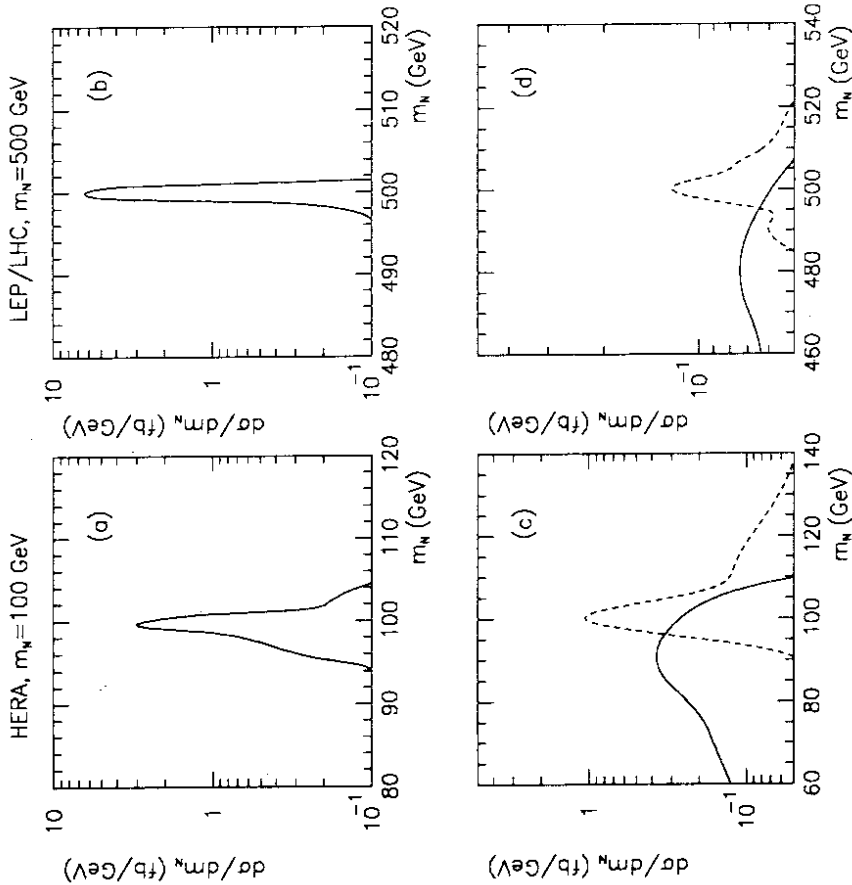 HERA, m_N=100 GeV
LEP/LHC, m_N=500 GeV
dσ/dm_N (fb/GeV)
10
1
10⁻¹
(a)
80
90
100
110
120
m_N (GeV)
dσ/dm_N (fb/GeV)
10
1
10⁻¹
(b)
480
490
500
510
520
m_N (GeV)
dσ/dm_N (fb/GeV)
1
10⁻¹
(c)
60
80
100
120
140
m_N (GeV)
dσ/dm_N (fb/GeV)
10⁻¹
(d)
460
480
500
520
540
m_N (GeV)